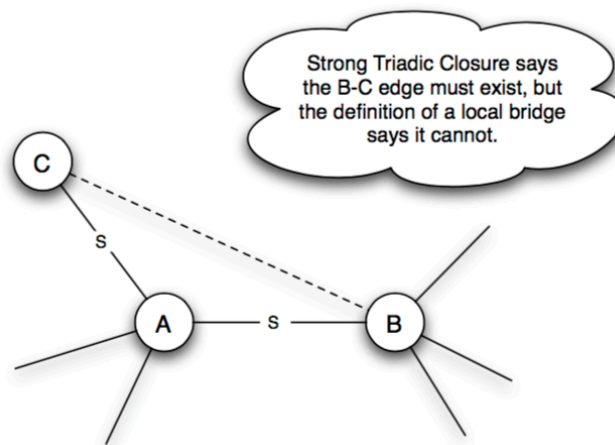 Strong Triadic Closure says
the B-C edge must exist, but
the definition of a local bridge
says it cannot.
C
S
A
S
B